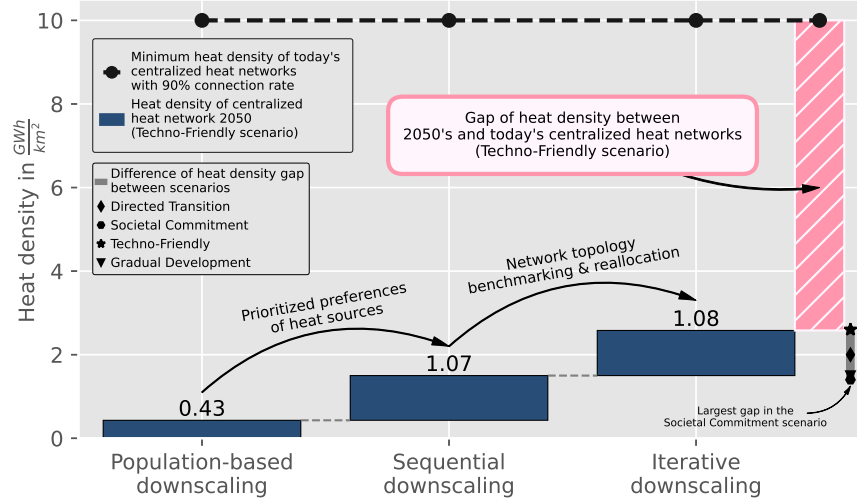 10
8
6
4
2
0
Heat density in GWh/km²
Minimum heat density of today's
centralized heat networks
with 90% connection rate
Heat density of centralized
heat network 2050
(Techno-Friendly scenario)
Difference of heat density gap
between scenarios
Directed Transition
Societal Commitment
Techno-Friendly
Gradual Development
Gap of heat density between
2050's and today's centralized heat networks
(Techno-Friendly scenario)
Prioritized preferences
of heat sources
Network topology
benchmarking & reallocation
0.43
1.07
1.08
Largest gap in the
Societal Commitment scenario
Population-based
downscaling
Sequential
downscaling
Iterative
downscaling